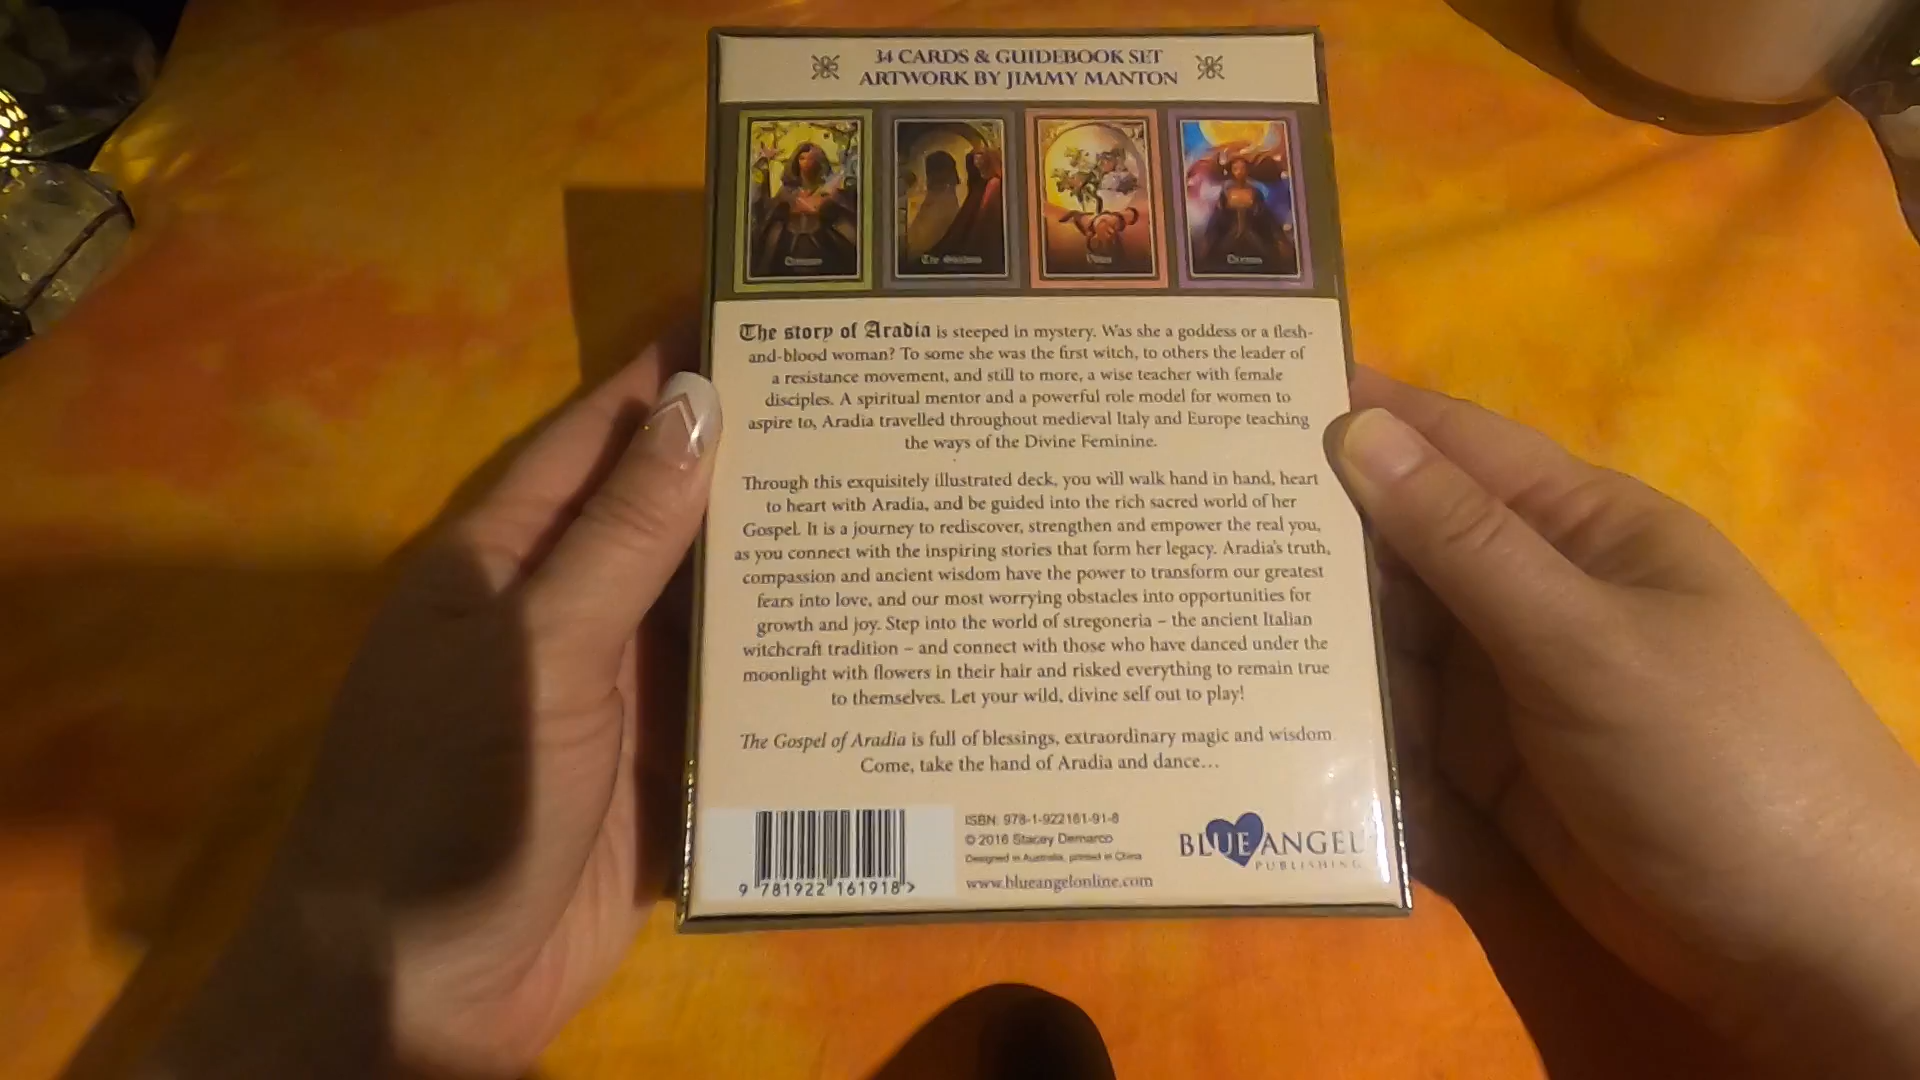 34 CARDS & GUIDEBOOK SET
ARTWORK BY JIMMY MANTON
The Shadows
The story of Aradia is steeped in mystery. Was she a goddess or a flesh-
and-blood woman? To some she was the first witch, to others the leader of
a resistance movement, and still to more, a wise teacher with female
disciples. A spiritual mentor and a powerful role model for women to
aspire to, Aradia travelled throughout medieval Italy and Europe teaching
the ways of the Divine Feminine.
Through this exquisitely illustrated deck, you will walk hand in hand, heart
to heart with Aradia, and be guided into the rich sacred world of her
Gospel. It is a journey to rediscover, strengthen and empower the real you,
as you connect with the inspiring stories that form her legacy. Aradia's truth,
compassion and ancient wisdom have the power to transform our greatest
fears into love, and our most worrying obstacles into opportunities for
growth and joy. Step into the world of stregoneria – the ancient Italian
witchcraft tradition – and connect with those who have danced under the
moonlight with flowers in their hair and risked everything to remain true
to themselves. Let your wild, divine self out to play!
The Gospel of Aradia is full of blessings, extraordinary magic and wisdom
Come, take the hand of Aradia and dance…
ISBN: 978-1-922161-91-8
© 2016 Stacey Demarco
Designed in Australia, printed in China
www.blueangelonline.com
9 781922 161918 >
BLUE ANGEL
PUBLISHING